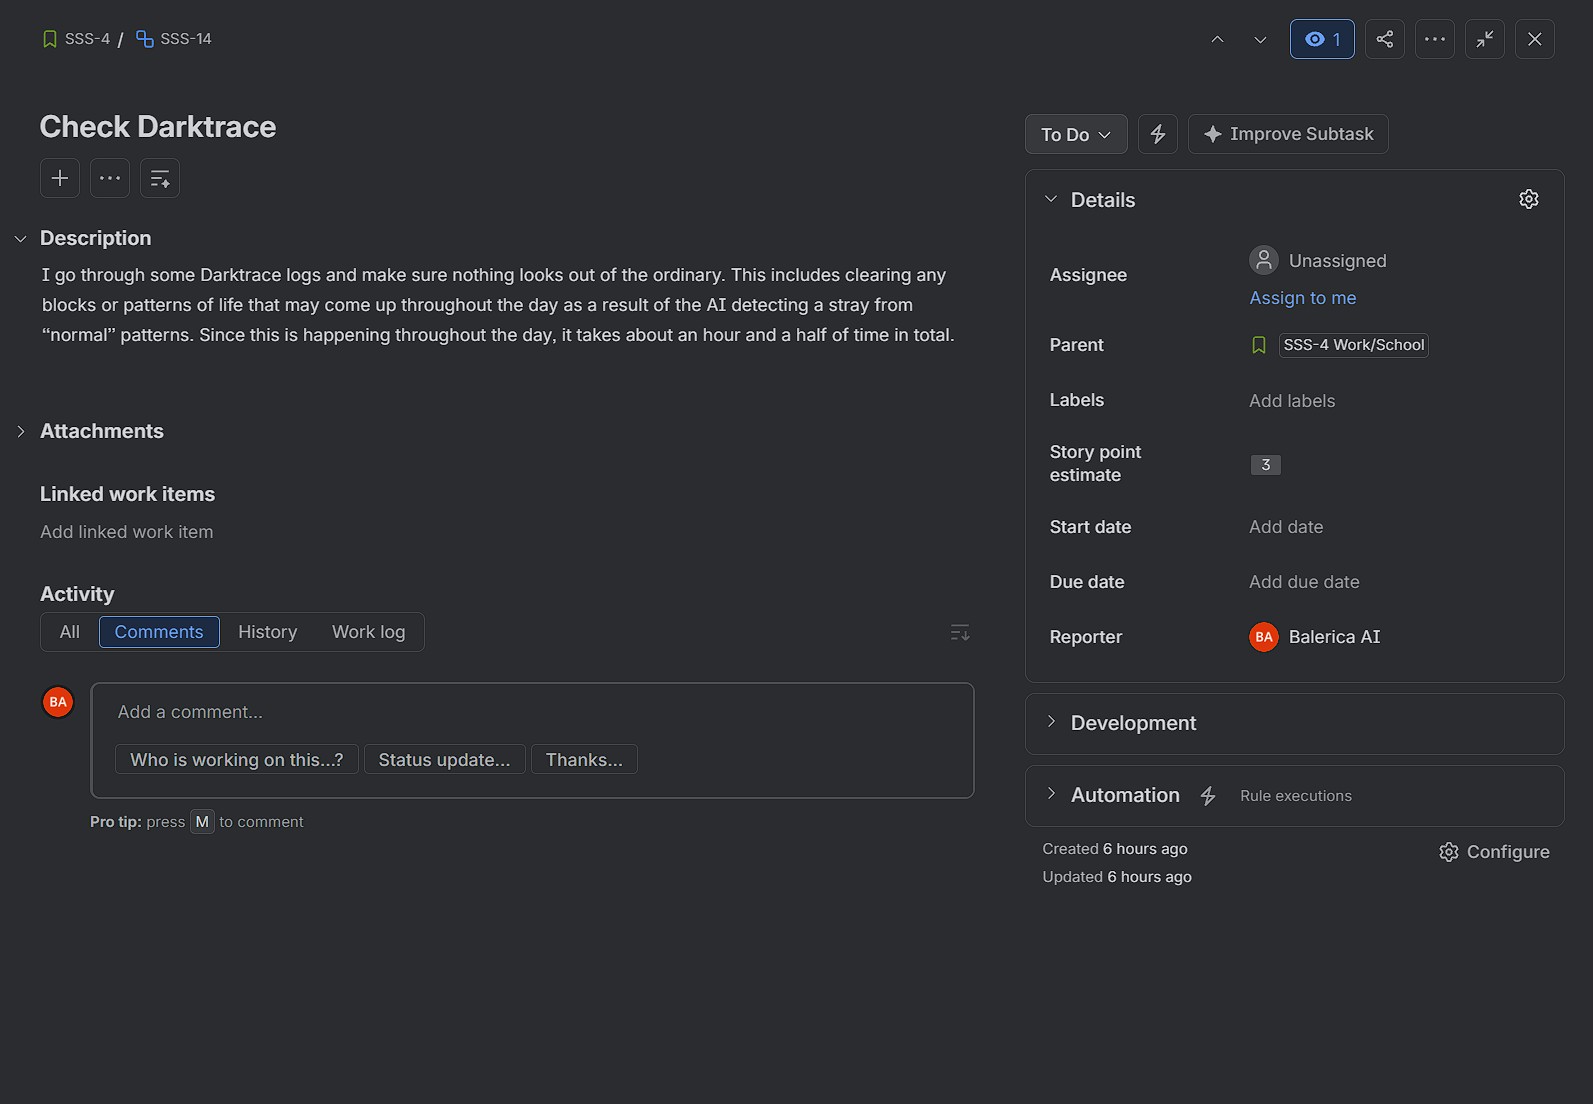 SSS-4 / SSS-14
1
Check Darktrace
To Do
Improve Subtask
Description
I go through some Darktrace logs and make sure nothing looks out of the ordinary. This includes clearing any
blocks or patterns of life that may come up throughout the day as a result of the AI detecting a stray from
“normal” patterns. Since this is happening throughout the day, it takes about an hour and a half of time in total.
Attachments
Linked work items
Add linked work item
Activity
All Comments History Work log
BA
Add a comment...
Who is working on this...? Status update... Thanks...
Pro tip: press M to comment
Details
Assignee
Unassigned
Assign to me
Parent
SSS-4 Work/School
Labels
Add labels
Story point
estimate
3
Start date
Add date
Due date
Add due date
Reporter
BA Balerica AI
Development
Automation
Rule executions
Created 6 hours ago
Updated 6 hours ago
Configure